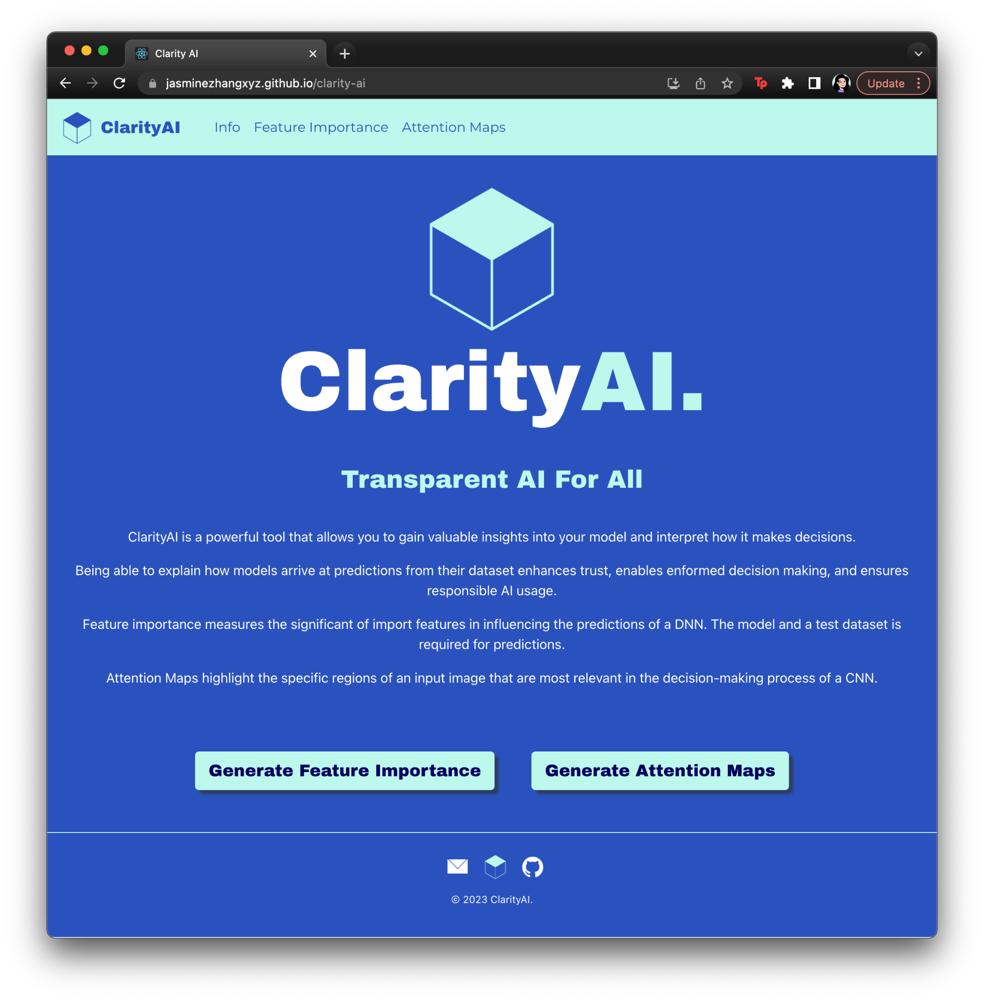 Clarity AI
jasminezhangxyz.github.io/clarity-ai
Tp
Update
ClarityAI
Info
Feature Importance
Attention Maps
ClarityAI.
Transparent AI For All
ClarityAI is a powerful tool that allows you to gain valuable insights into your model and interpret how it makes decisions.
Being able to explain how models arrive at predictions from their dataset enhances trust, enables enformed decision making, and ensures
responsible AI usage.
Feature importance measures the significant of import features in influencing the predictions of a DNN. The model and a test dataset is
required for predictions.
Attention Maps highlight the specific regions of an input image that are most relevant in the decision-making process of a CNN.
Generate Feature Importance
Generate Attention Maps
© 2023 ClarityAI.